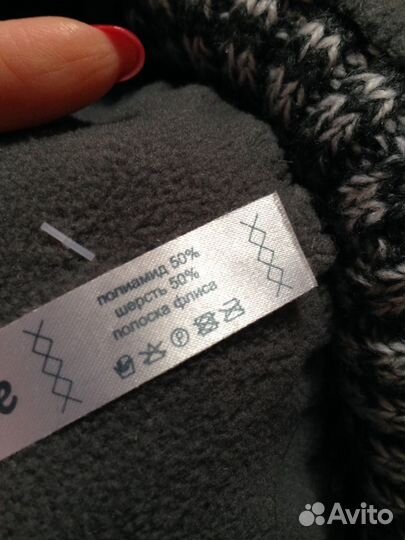 полиамид 50%
шерсть 50%
полоска флиса
P
e
Avito